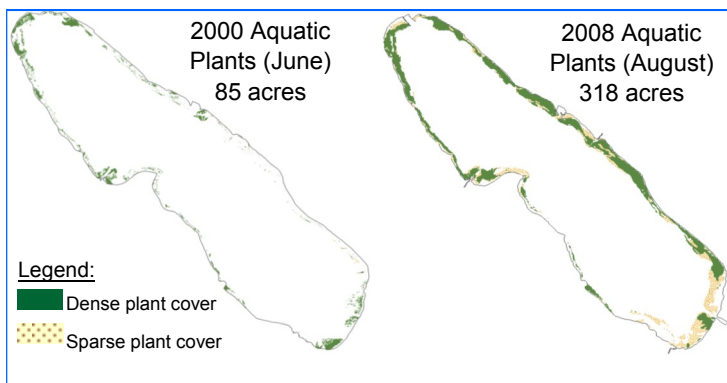 2000 Aquatic
Plants (June)
85 acres
2008 Aquatic
Plants (August)
318 acres
Legend:
Dense plant cover
Sparse plant cover